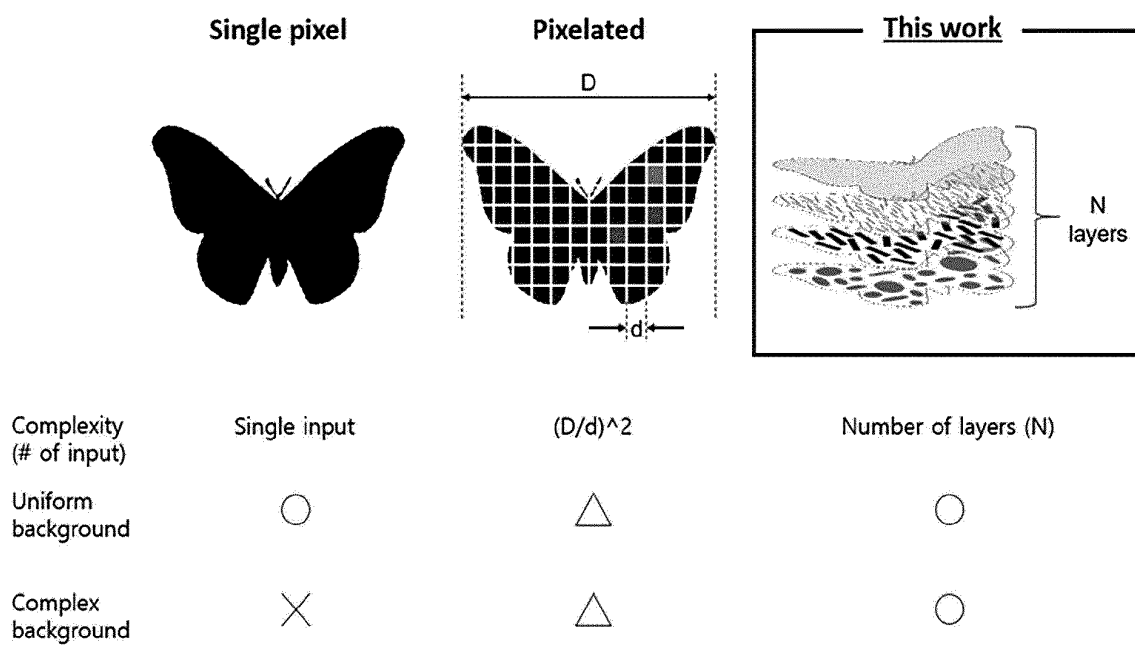 Single pixel
Pixelated
This work
D
N
layers
d
Complexity
(# of input)
Single input
(D/d)^2
Number of layers (N)
Uniform
background
Complex
background